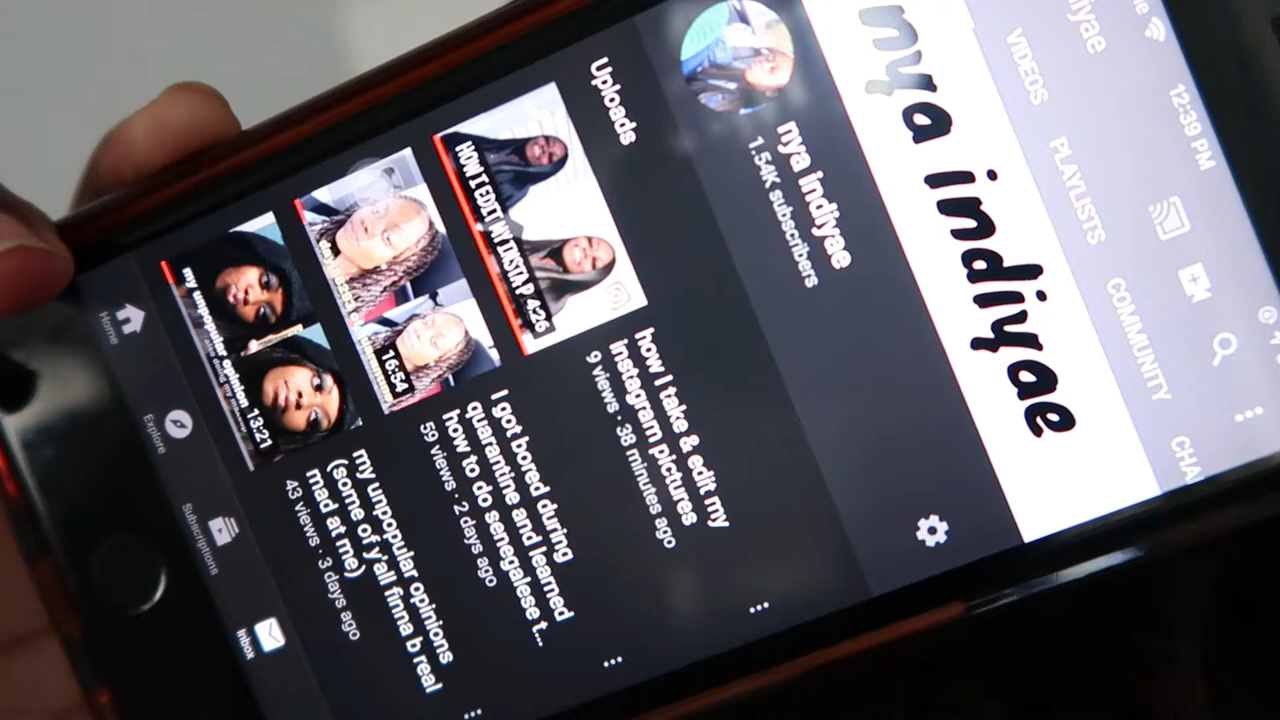 12:39 PM
iyae
VIDEOS
PLAYLISTS
COMMUNITY
CHA
nya indiyae
nya indiyae
1.54K subscribers
Uploads
HOW I EDIT MY INSTA P
4:26
how I take & edit my
instagram pictures
9 views · 38 minutes ago
16:54
I got bored during
quarantine and learned
how to do senegalese t...
59 views · 2 days ago
my unpopular opinion
13:21
my unpopular opinions
(some of y'all finna b real
mad at me)
43 views · 3 days ago
Home
Explore
Subscriptions
Inbox